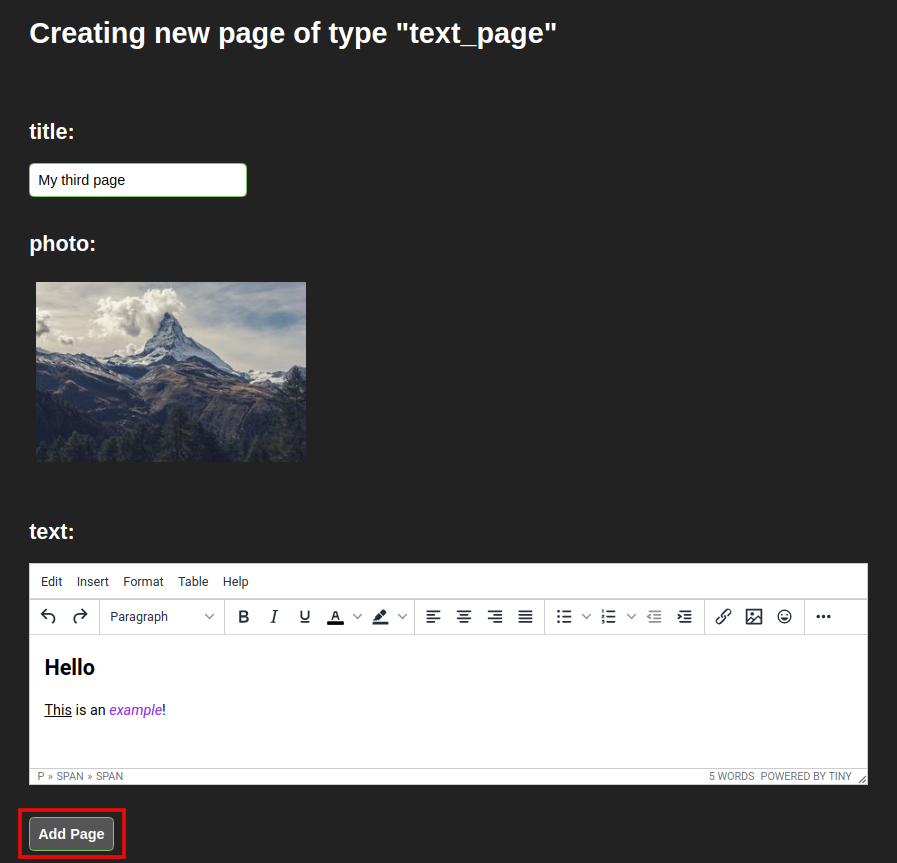 Creating new page of type "text_page"
title:
My third page
photo:
text:
Edit Insert Format Table Help
Paragraph B I U A
Hello
This is an example!
P » SPAN » SPAN 5 WORDS POWERED BY TINY
Add Page